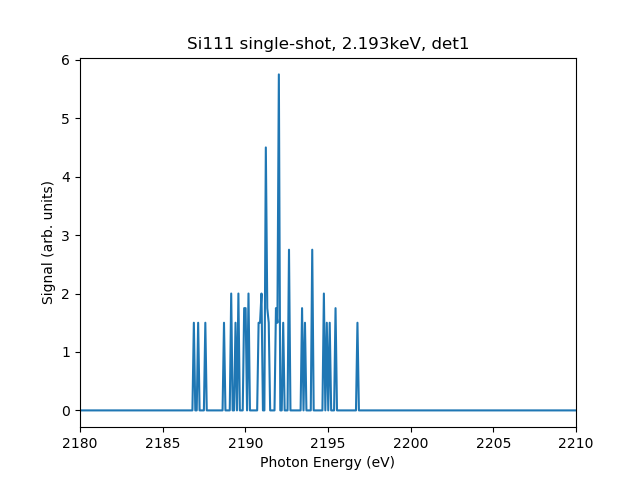 Si111 single-shot, 2.193keV, det1
Signal (arb. units)
6
5
4
3
2
1
0
2180 2185 2190 2195 2200 2205 2210
Photon Energy (eV)